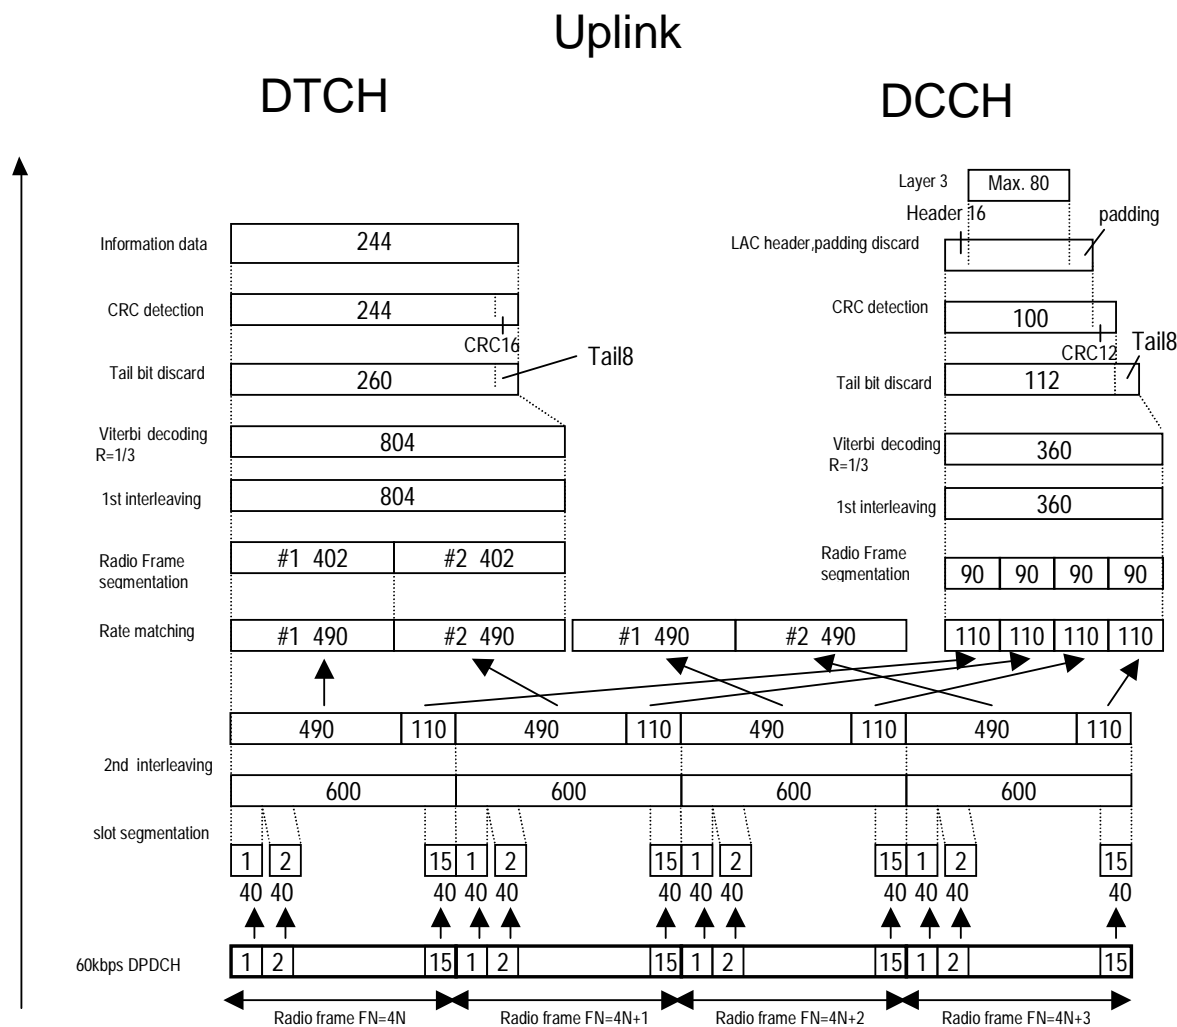 Uplink
DTCH
DCCH
Layer 3
Max. 80
Header 16
padding
Information data
244
LAC header,padding discard
CRC detection
244
CRC16
CRC detection
100
CRC12
Tail bit discard
260
Tail8
Tail bit discard
112
Tail8
Viterbi decoding
R=1/3
804
Viterbi decoding
R=1/3
360
1st interleaving
804
1st interleaving
360
Radio Frame
segmentation
#1 402 #2 402
Radio Frame
segmentation
90 90 90 90
Rate matching
#1 490 #2 490 #1 490 #2 490 110 110 110 110
490 110 490 110 490 110 490 110
2nd interleaving
600 600 600 600
slot segmentation
1 2 15 1 2 15 1 2 15 1 2 15
40 40 40 40 40 40 40 40 40 40 40 40
60kbps DPDCH
1 2 15 1 2 15 1 2 15 1 2 15
Radio frame FN=4N Radio frame FN=4N+1 Radio frame FN=4N+2 Radio frame FN=4N+3